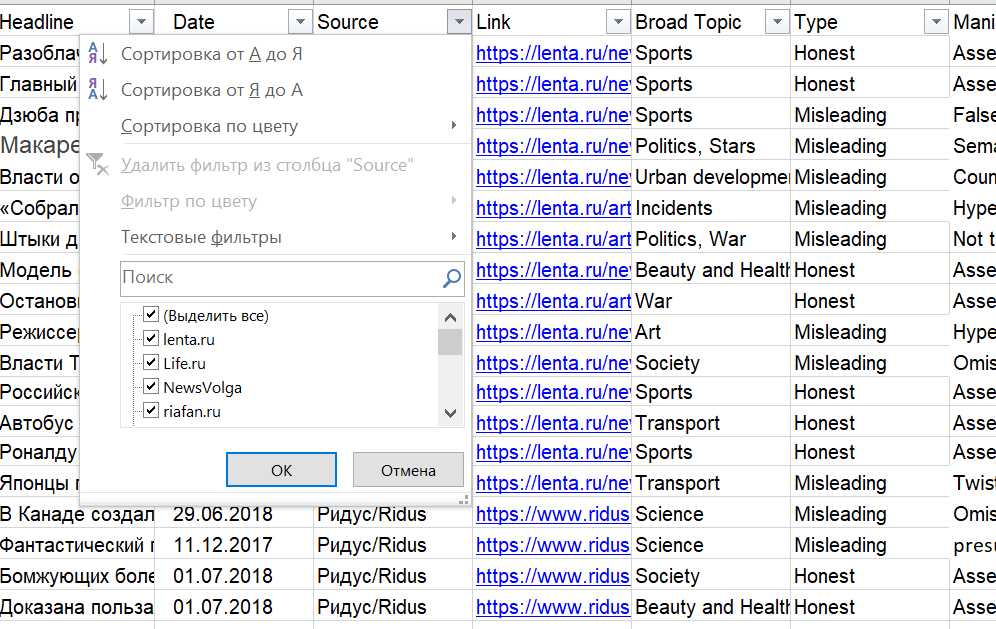 Headline Date Source Link Broad Topic Type Mani
Разоблач https://lenta.ru/ne Sports Honest Asse
Сортировка от А до Я
Главный https://lenta.ru/ne Sports Honest Asse
Сортировка от Я до А
Дзюба п https://lenta.ru/ne Sports Misleading False
Сортировка по цвету
Макаре https://lenta.ru/ne Politics, Stars Misleading Sema
Удалить фильтр из столбца "Source"
Власти о https://lenta.ru/ne Urban developme Misleading Coun
Фильтр по цвету
«Собрал https://lenta.ru/art Incidents Misleading Hype
Текстовые фильтры
Штыки д https://lenta.ru/art Politics, War Misleading Not t
Модель https://lenta.ru/ne Beauty and Healt Honest Asse
Поиск
Останов https://lenta.ru/art War Honest Asse
(Выделить все)
Режиссе https://lenta.ru/ne Art Misleading Hype
lenta.ru
Власти Т https://lenta.ru/ne Society Misleading Omis
Life.ru
Российск https://lenta.ru/ne Sports Honest Asse
NewsVolga
Автобус https://lenta.ru/ne Transport Honest Asse
riafan.ru
Роналду https://lenta.ru/ne Sports Honest Asse
OK Отмена
Японцы https://lenta.ru/ne Transport Misleading Twist
В Канаде создал 29.06.2018 Ридус/Ridus https://www.ridus. Science Misleading Omis
Фантастический 11.12.2017 Ридус/Ridus https://www.ridus. Science Misleading presu
Бомжующих боле 01.07.2018 Ридус/Ridus https://www.ridus. Society Honest Asse
Доказана польза 01.07.2018 Ридус/Ridus https://www.ridus. Beauty and Healt Honest Asse